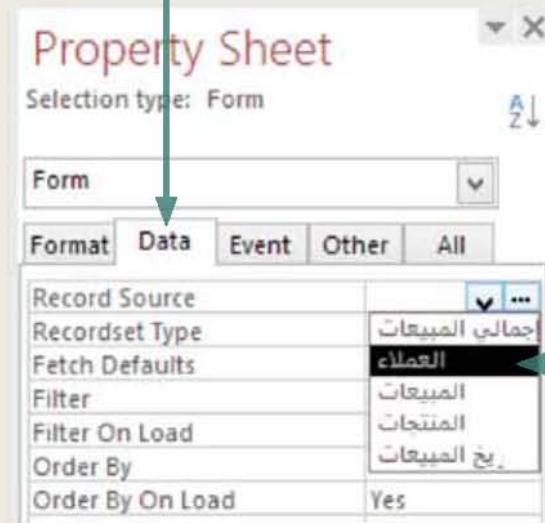 Property Sheet
Selection type: Form
Form
Format Data Event Other All
Record Source
Recordset Type
Fetch Defaults
Filter
Filter On Load
Order By
Order By On Load Yes
إجمالي المبيعات
العملاء
المبيعات
المنتجات
ريخ المبيعات